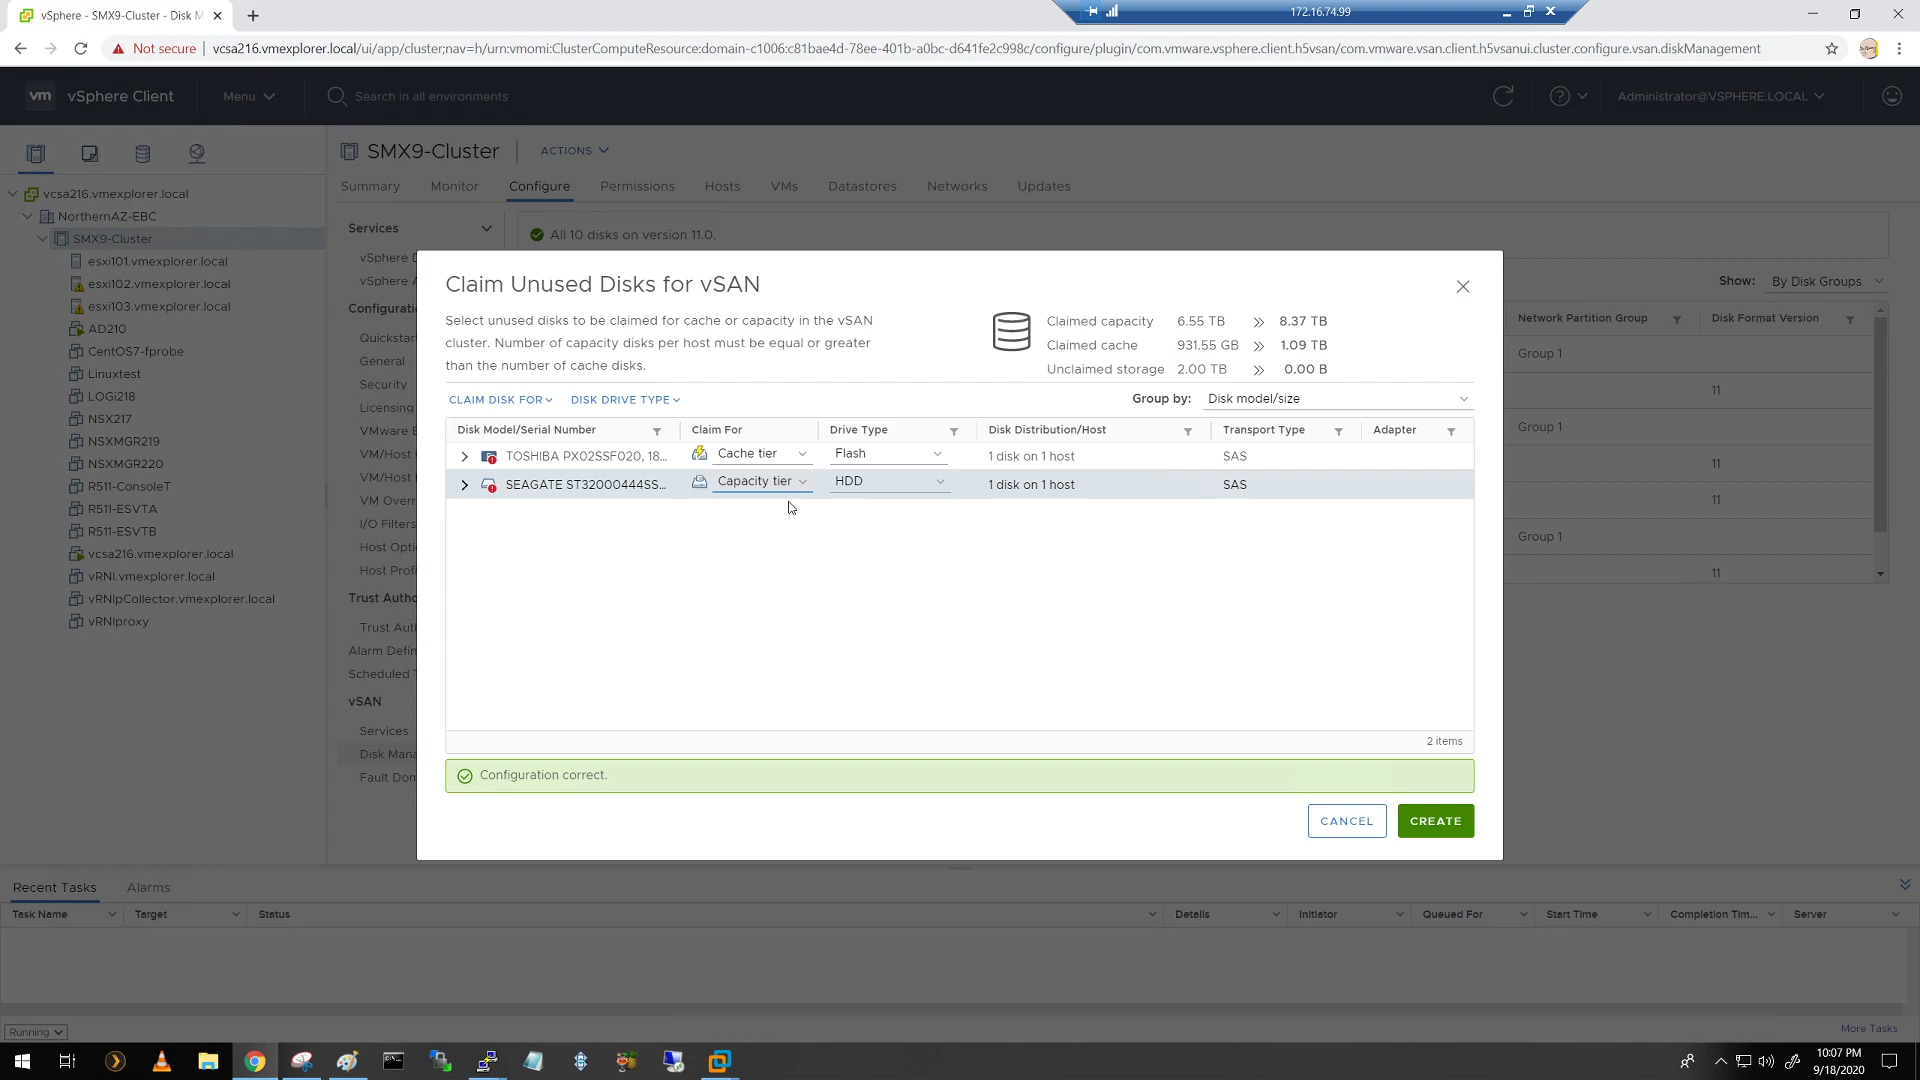 vSphere - SMX9-Cluster - Disk M
172.16.74.99
Not secure
vcsa216.vmexplorer.local/ui/app/cluster;nav=h/urn:vmomi:ClusterComputeResource:domain-c1006:c81bae4d-78ee-401b-a0bc-d641fe2c998c/configure/plugin/com.vmware.vsphere.client.h5vsan/com.vmware.vsan.client.h5vsanui.cluster.configure.vsan.diskManagement
vm vSphere Client
Menu
Search in all environments
Administrator@VSPHERE.LOCAL
vcsa216.vmexplorer.local
NorthernAZ-EBC
SMX9-Cluster
esxi101.vmexplorer.local
esxi102.vmexplorer.local
esxi103.vmexplorer.local
AD210
CentOS7-fprobe
Linuxtest
LOGi218
NSX217
NSXMGR219
NSXMGR220
R511-ConsoleT
R511-ESVTA
R511-ESVTB
vcsa216.vmexplorer.local
vRNI.vmexplorer.local
vRNIpCollector.vmexplorer.local
vRNIproxy
SMX9-Cluster
ACTIONS
Summary Monitor Configure Permissions Hosts VMs Datastores Networks Updates
Services
vSphere D
vSphere A
Configurati
Quickstar
General
Security
Licensing
VMware E
VM/Host
VM/Host
VM Overr
I/O Filters
Host Opti
Host Profi
Trust Autho
Trust Aut
Alarm Defin
Scheduled T
vSAN
Services
Disk Mana
Fault Don
All 10 disks on version 11.0.
Show: By Disk Groups
Network Partition Group Disk Format Version
Group 1
11
Group 1
11
11
Group 1
11
Claim Unused Disks for vSAN
Select unused disks to be claimed for cache or capacity in the vSAN
cluster. Number of capacity disks per host must be equal or greater
than the number of cache disks.
Claimed capacity 6.55 TB 8.37 TB
Claimed cache 931.55 GB 1.09 TB
Unclaimed storage 2.00 TB 0.00 B
CLAIM DISK FOR DISK DRIVE TYPE
Group by: Disk model/size
Disk Model/Serial Number Claim For Drive Type Disk Distribution/Host Transport Type Adapter
TOSHIBA PX02SSF020, 18... Cache tier Flash 1 disk on 1 host SAS
SEAGATE ST32000444SS... Capacity tier HDD 1 disk on 1 host SAS
2 items
Configuration correct.
CANCEL CREATE
Recent Tasks Alarms
Task Name Target Status Details Initiator Queued For Start Time Completion Tim... Server
Running
More Tasks
10:07 PM
9/18/2020